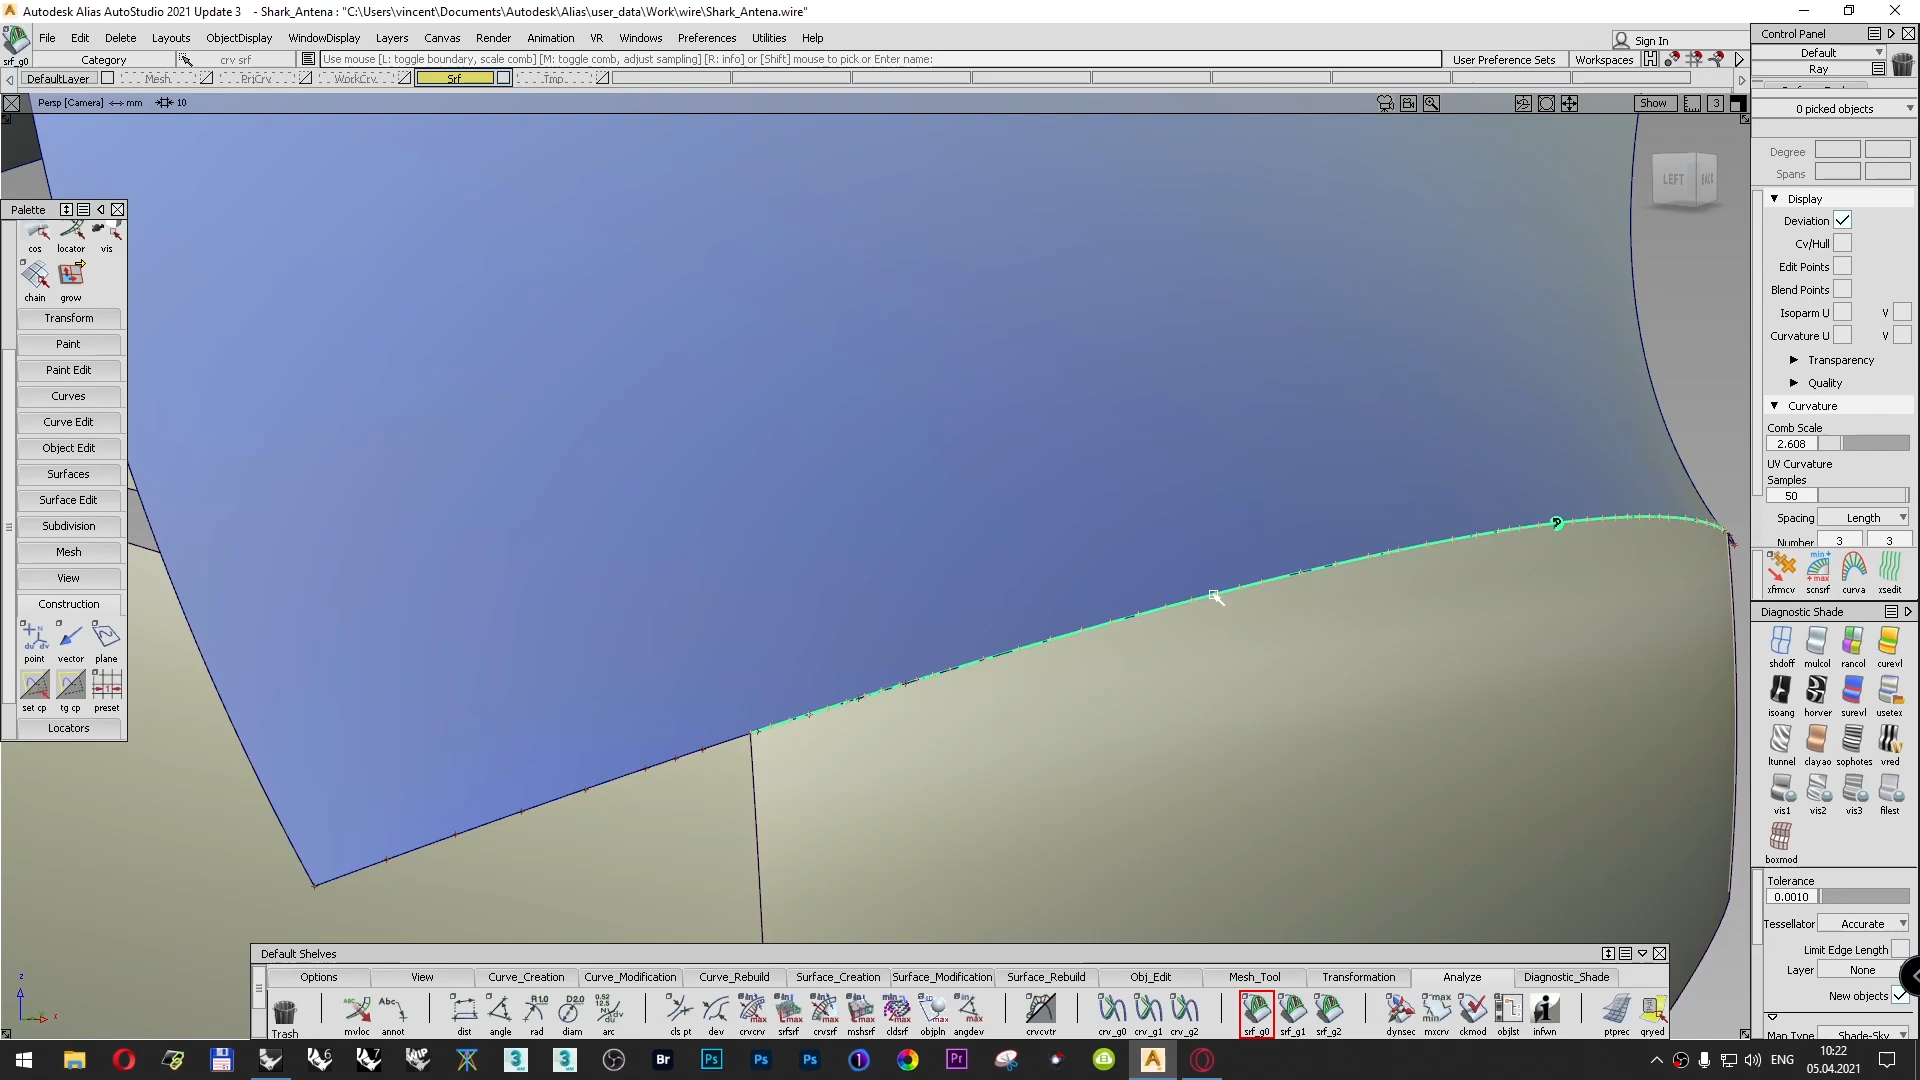 Autodesk Alias AutoStudio 2021 Update 3 - Shark_Antena : "C:\Users\vincent\Documents\Autodesk\Alias\user_data\Work\wire\Shark_Antena.wire"
File Edit Delete Layouts ObjectDisplay WindowDisplay Layers Canvas Render Animation VR Windows Preferences Utilities Help
Sign In
srf_g0 Category crv srf Use mouse [L: toggle boundary, scale comb] [M: toggle comb, adjust sampling] [R: info] or [Shift] mouse to pick or Enter name: User Preference Sets Workspaces
DefaultLayer Mesh PrjCrv WorkCrv Srf Tmp
Persp [Camera] mm 10 Show 3
LEFT BACK
Palette
cos locator vis
chain grow
Transform
Paint
Paint Edit
Curves
Curve Edit
Object Edit
Surfaces
Surface Edit
Subdivision
Mesh
View
Construction
point vector plane
set cp tg cp preset
Locators
Control Panel
Default
Ray
0 picked objects
Degree
Spans
Display
Deviation
Cv/Hull
Edit Points
Blend Points
Isoparm U V
Curvature U V
Transparency
Quality
Curvature
Comb Scale
2.608
UV Curvature
Samples
50
Spacing Length
Number 3 3
xfrmcv scnsrf curva xsedit
Diagnostic Shade
shdoff mulcol rancol curevl
isoang horver surevl usetex
ltunnel clayao sophotes vred
vis1 vis2 vis3 filest
boxmod
Tolerance
0.0010
Tessellator Accurate
Limit Edge Length
Layer None
New objects
Map Type Shade-Sky
Default Shelves
Options View Curve_Creation Curve_Modification Curve_Rebuild Surface_Creation Surface_Modification Surface_Rebuild Obj_Edit Mesh_Tool Transformation Analyze Diagnostic_Shade
Trash mvloc annot dist angle rad diam arc cls pt dev crvcrv srfsrf crvsrf mshsrf cldsrf objpln angdev crvcvtr crv_g0 crv_g1 crv_g2 srf_g0 srf_g1 srf_g2 dynsec mxcrv ckmod objlst infwn ptprec qryed
ENG 10:22
05.04.2021